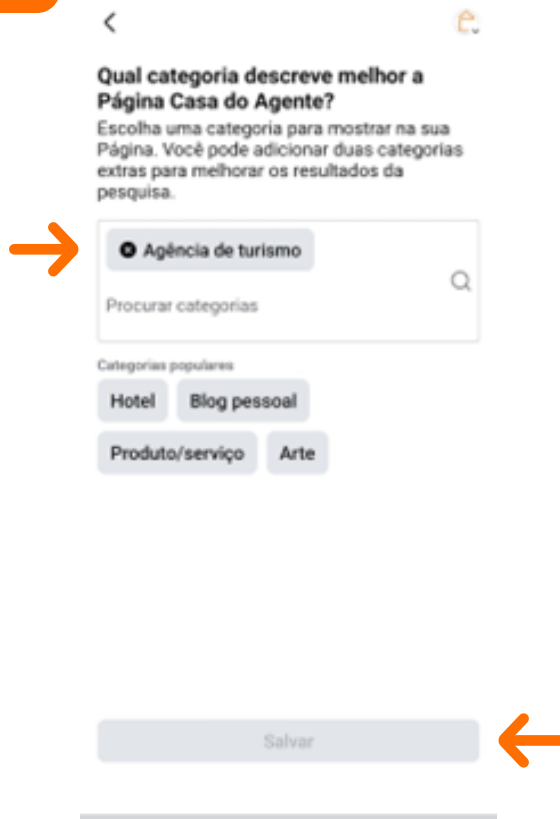 Qual categoria descreve melhor a
Página Casa do Agente?
Escolha uma categoria para mostrar na sua
Página. Você pode adicionar duas categorias
extras para melhorar os resultados da
pesquisa.
Agência de turismo
Procurar categorias
Categorias populares
Hotel Blog pessoal
Produto/serviço Arte
Salvar